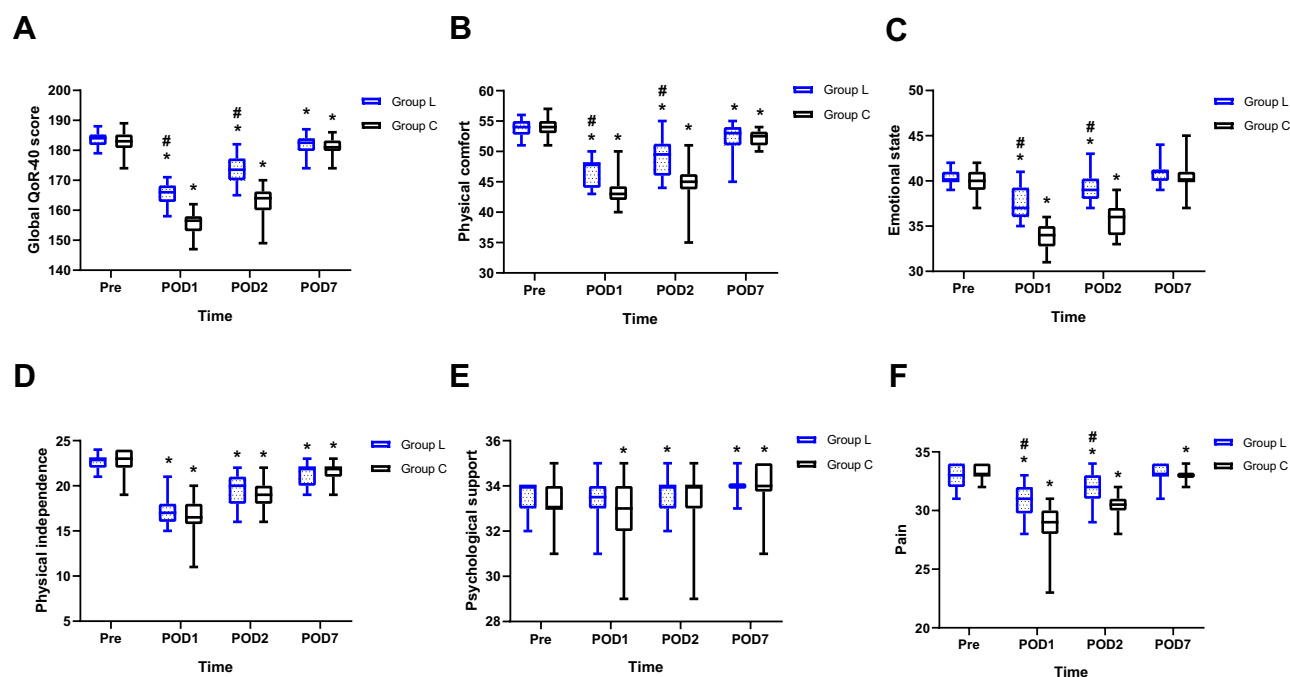 A
Global QoR-40 score
200
190
180
170
160
150
140
#
*
*
#
*
*
*
*
Pre POD1 POD2 POD7
Time
Group L
Group C
B
Physical comfort
60
55
50
45
40
35
30
#
*
*
#
*
*
*
*
Pre POD1 POD2 POD7
Time
Group L
Group C
C
Emotional state
50
45
40
35
30
#
*
*
#
*
*
Pre POD1 POD2 POD7
Time
Group L
Group C
D
Physical independence
25
20
15
10
5
*
*
*
*
*
*
Pre POD1 POD2 POD7
Time
Group L
Group C
E
Psychological support
36
34
32
30
28
*
*
*
*
Pre POD1 POD2 POD7
Time
Group L
Group C
F
Pain
35
30
25
20
#
*
*
#
*
*
*
Pre POD1 POD2 POD7
Time
Group L
Group C